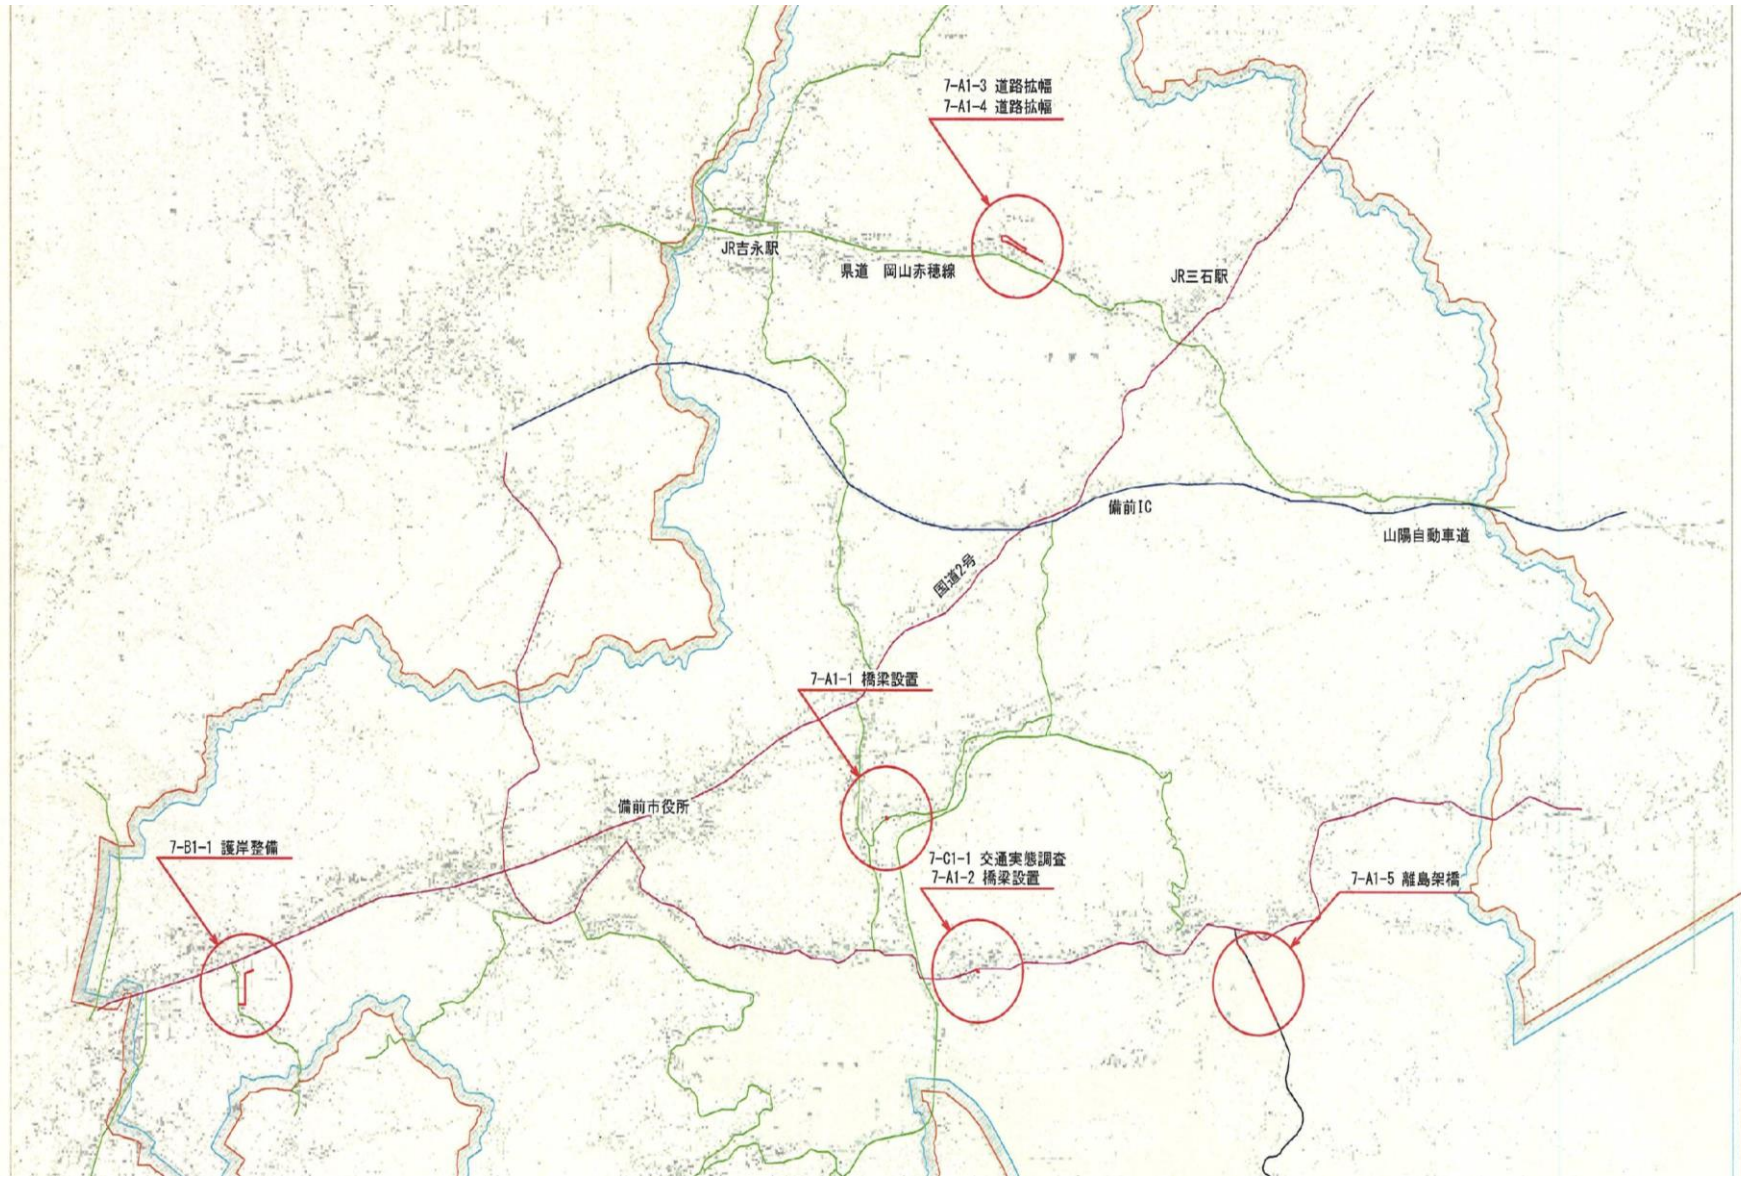 7-A1-3 道路拡幅
7-A1-4 道路拡幅
JR吉永駅
県道 岡山赤穂線
JR三石駅
備前IC
山陽自動車道
国道2号
7-A1-1 橋梁設置
備前市役所
7-B1-1 護岸整備
7-C1-1 交通実態調査
7-A1-2 橋梁設置
7-A1-5 離島架橋